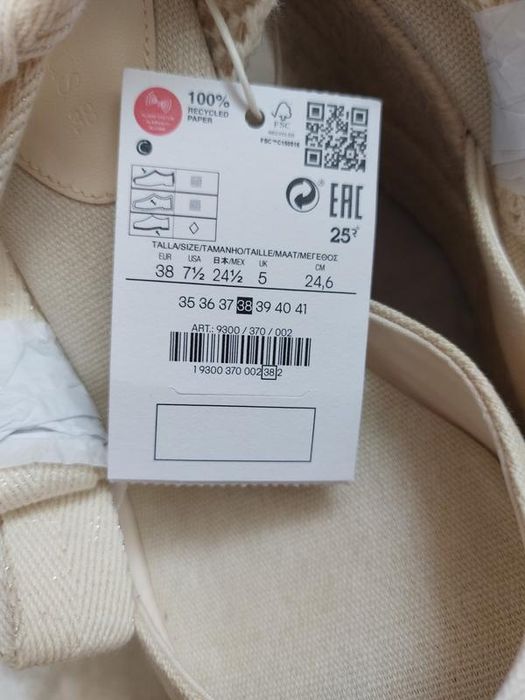 100%
RECYCLED
PAPER
FSC
RECYCLED
C
EAC
25
TALLA/SIZE/TAMANHO/TAILLE/MAAT/ΜΕΓΕΘΟΣ
EUR USA 日本/MEX UK CM
38 7½ 24½ 5 24,6
35 36 37 38 39 40 41
ART.: 9300 / 370 / 002
1 9300 370 002 38 2